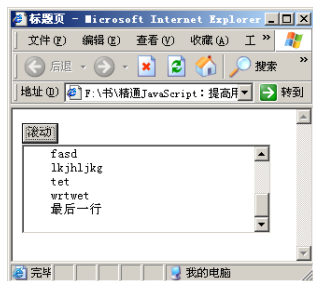 标题页 - Microsoft Internet Explorer
文件(F) 编辑(E) 查看(V) 收藏(A) 工 »
后退 搜索 »
地址(D) F:\书\精通JavaScript:提高用 转到
滚动
fasd
lkjhljkg
tet
wrtwet
最后一行
完毕 我的电脑